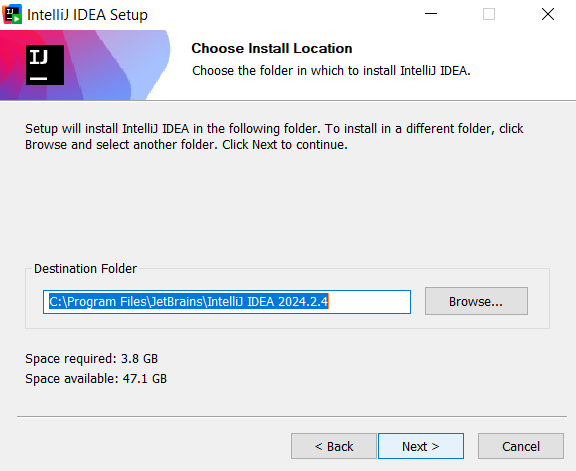 IntelliJ IDEA Setup
IJ
Choose Install Location
Choose the folder in which to install IntelliJ IDEA.
Setup will install IntelliJ IDEA in the following folder. To install in a different folder, click
Browse and select another folder. Click Next to continue.
Destination Folder
C:\Program Files\JetBrains\IntelliJ IDEA 2024.2.4
Browse...
Space required: 3.8 GB
Space available: 47.1 GB
< Back
Next >
Cancel